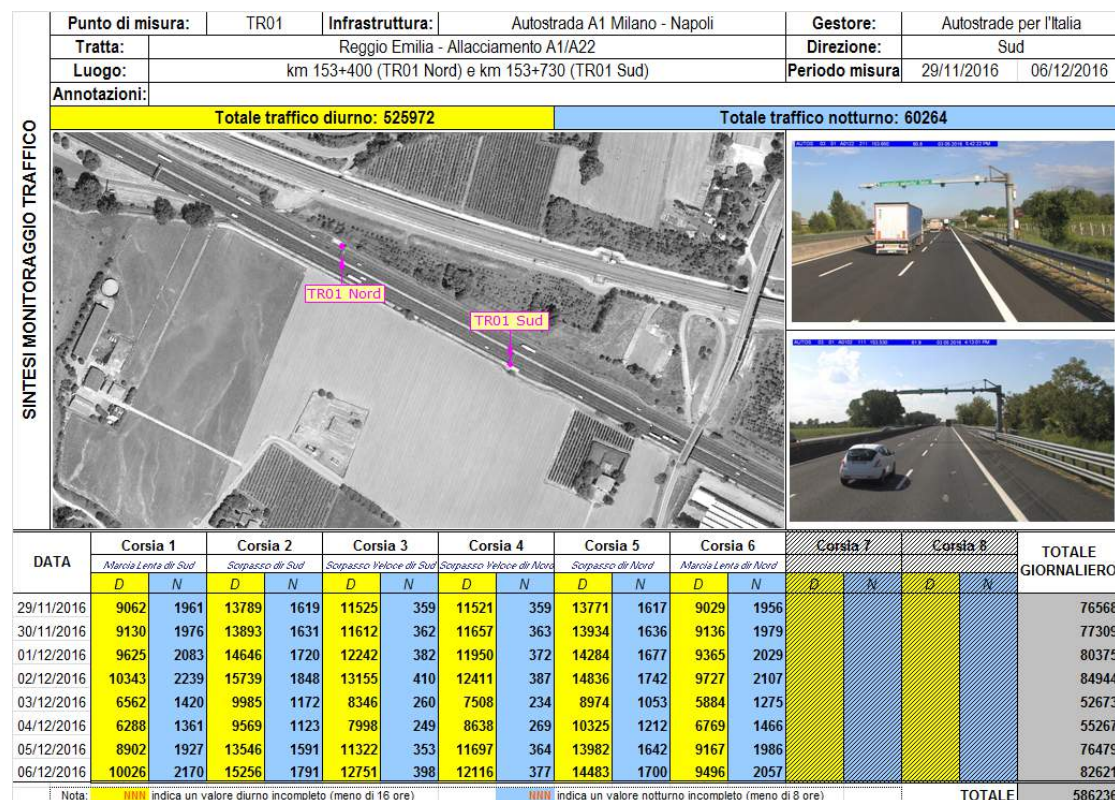 Punto di misura: TR01 Infrastruttura: Autostrada A1 Milano - Napoli Gestore: Autostrade per l'Italia
Tratta: Reggio Emilia - Allacciamento A1/A22 Direzione: Sud
Luogo: km 153+400 (TR01 Nord) e km 153+730 (TR01 Sud) Periodo misura 29/11/2016 06/12/2016
Annotazioni:
Totale traffico diurno: 525972 Totale traffico notturno: 60264
SINTESI MONITORAGGIO TRAFFICO
TR01 Nord
TR01 Sud
DATA Corsia 1 Corsia 2 Corsia 3 Corsia 4 Corsia 5 Corsia 6 Corsia 7 Corsia 8 TOTALE GIORNALIERO
Marcia Lenta dir Sud Sorpasso dir Sud Sorpasso Veloce dir Sud Sorpasso Veloce dir Nord Sorpasso dir Nord Marcia Lenta dir Nord
D N D N D N D N D N D N D N D N
29/11/2016 9062 1961 13789 1619 11525 359 11521 359 13771 1617 9029 1956 76568
30/11/2016 9130 1976 13893 1631 11612 362 11657 363 13934 1636 9136 1979 77309
01/12/2016 9625 2083 14646 1720 12242 382 11950 372 14284 1677 9365 2029 80375
02/12/2016 10343 2239 15739 1848 13155 410 12411 387 14836 1742 9727 2107 84944
03/12/2016 6562 1420 9985 1172 8346 260 7508 234 8974 1053 5884 1275 52673
04/12/2016 6288 1361 9569 1123 7998 249 8638 269 10325 1212 6769 1466 55267
05/12/2016 8902 1927 13546 1591 11322 353 11697 364 13982 1642 9167 1986 76479
06/12/2016 10026 2170 15256 1791 12751 398 12116 377 14483 1700 9496 2057 82621
Nota: NNN indica un valore diurno incompleto (meno di 16 ore) NNN indica un valore notturno incompleto (meno di 8 ore) TOTALE 586236